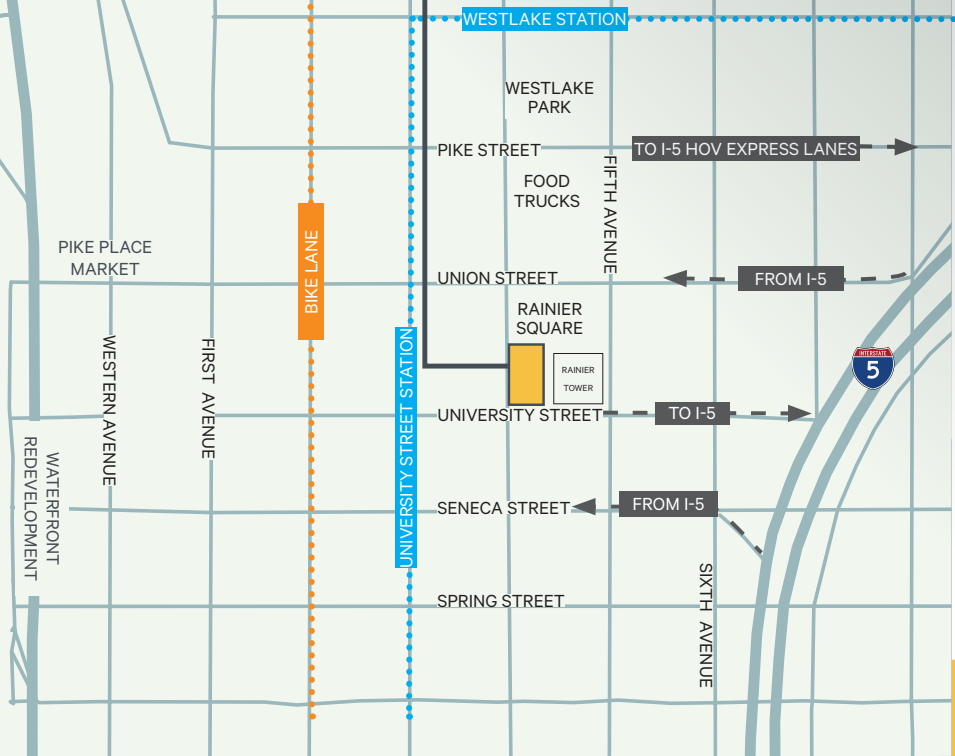 WESTLAKE STATION
WESTLAKE
PARK
PIKE STREET
TO I-5 HOV EXPRESS LANES
FIFTH AVENUE
FOOD
TRUCKS
BIKE LANE
PIKE PLACE
MARKET
UNION STREET
FROM I-5
RAINIER
SQUARE
WESTERN AVENUE
FIRST AVENUE
UNIVERSITY STREET STATION
RAINIER
TOWER
INTERSTATE
5
UNIVERSITY STREET
TO I-5
WATERFRONT
REDEVELOPMENT
SENECA STREET
FROM I-5
SIXTH AVENUE
SPRING STREET